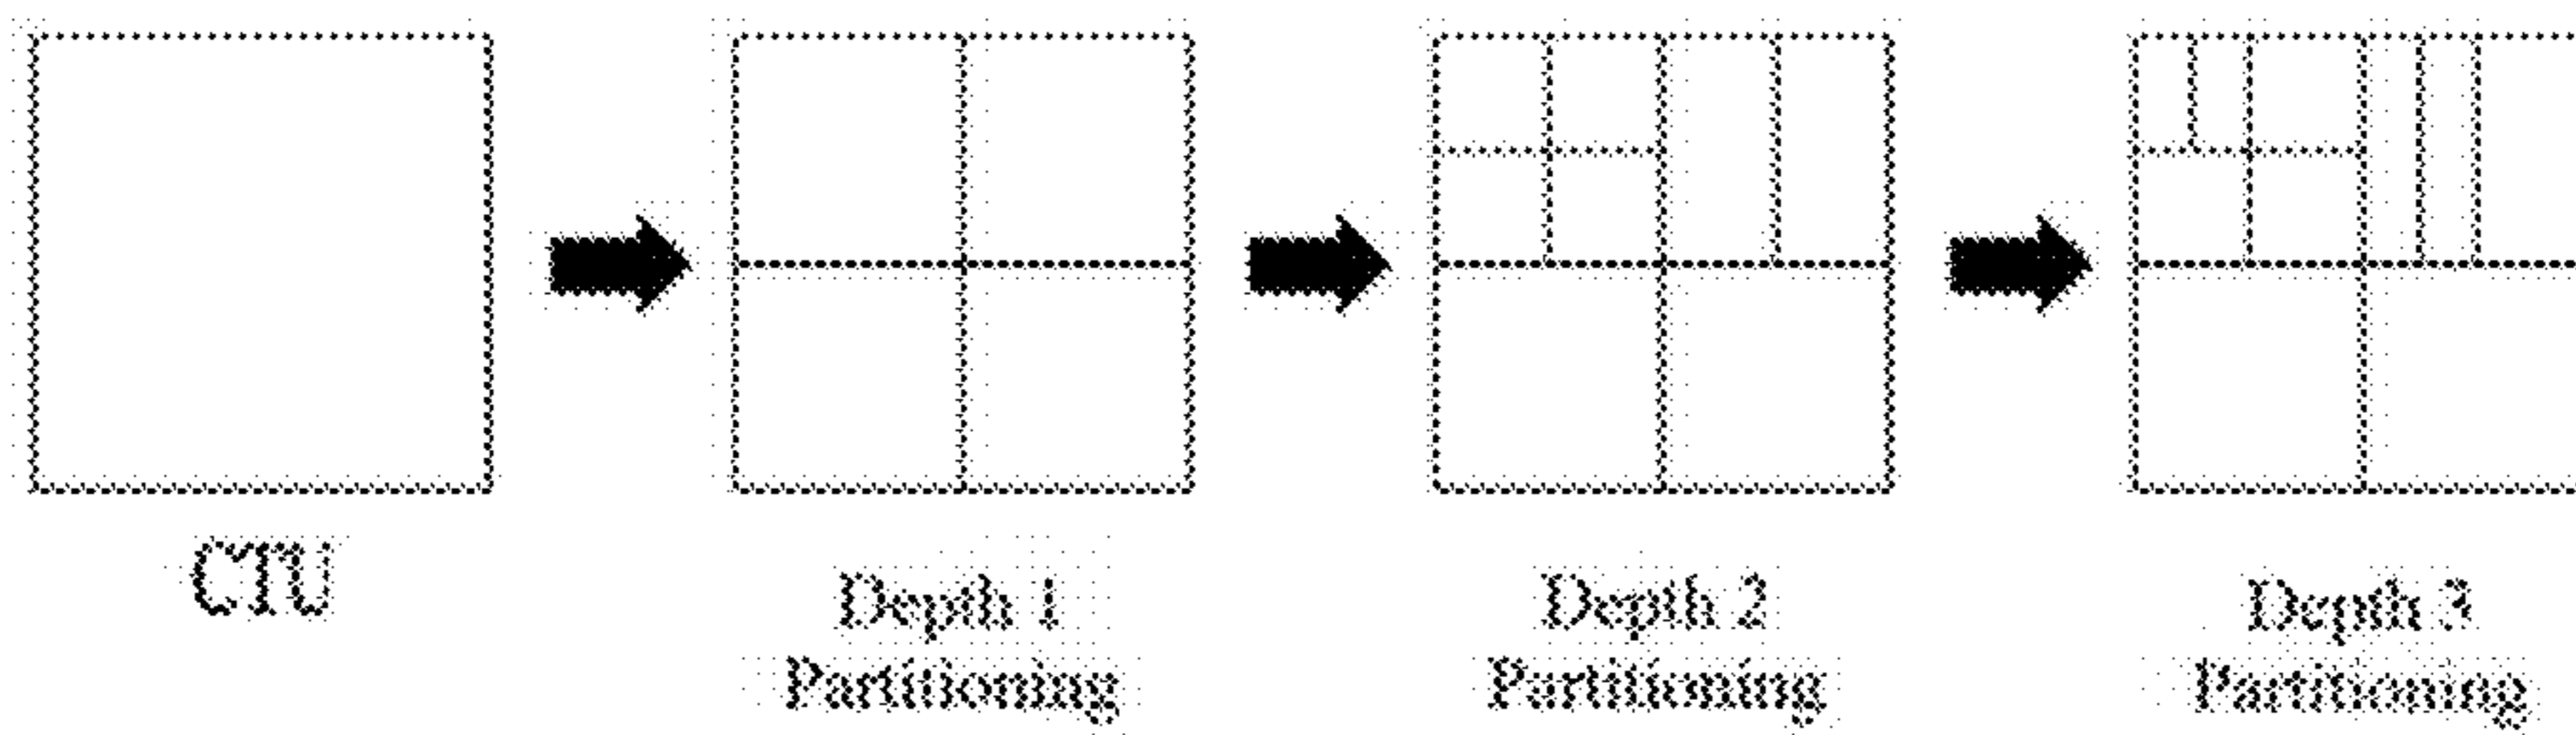 CTU
Depth 1
Partitioning
Depth 2
Partitioning
Depth 3
Partitioning